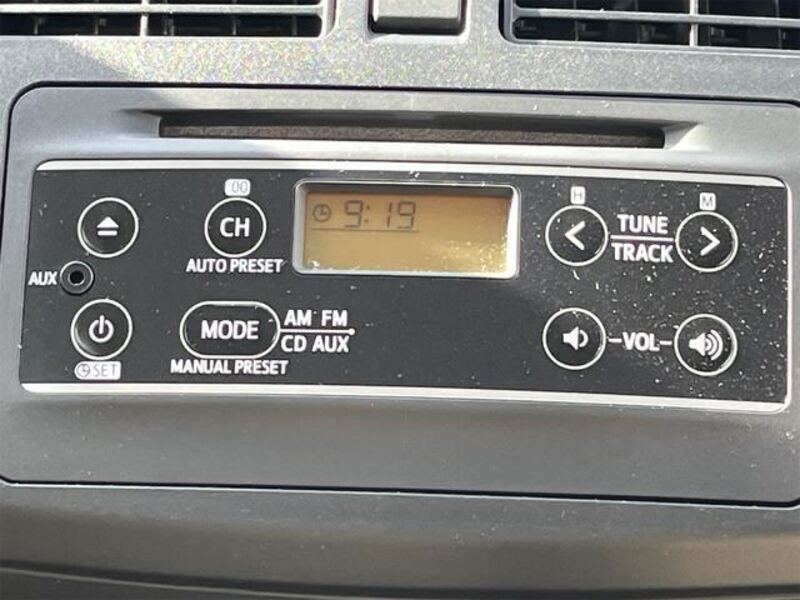 00
CH
AUTO PRESET
9:19
H
M
TUNE
TRACK
AUX
MODE
AM FM
CD AUX
MANUAL PRESET
SET
-VOL-